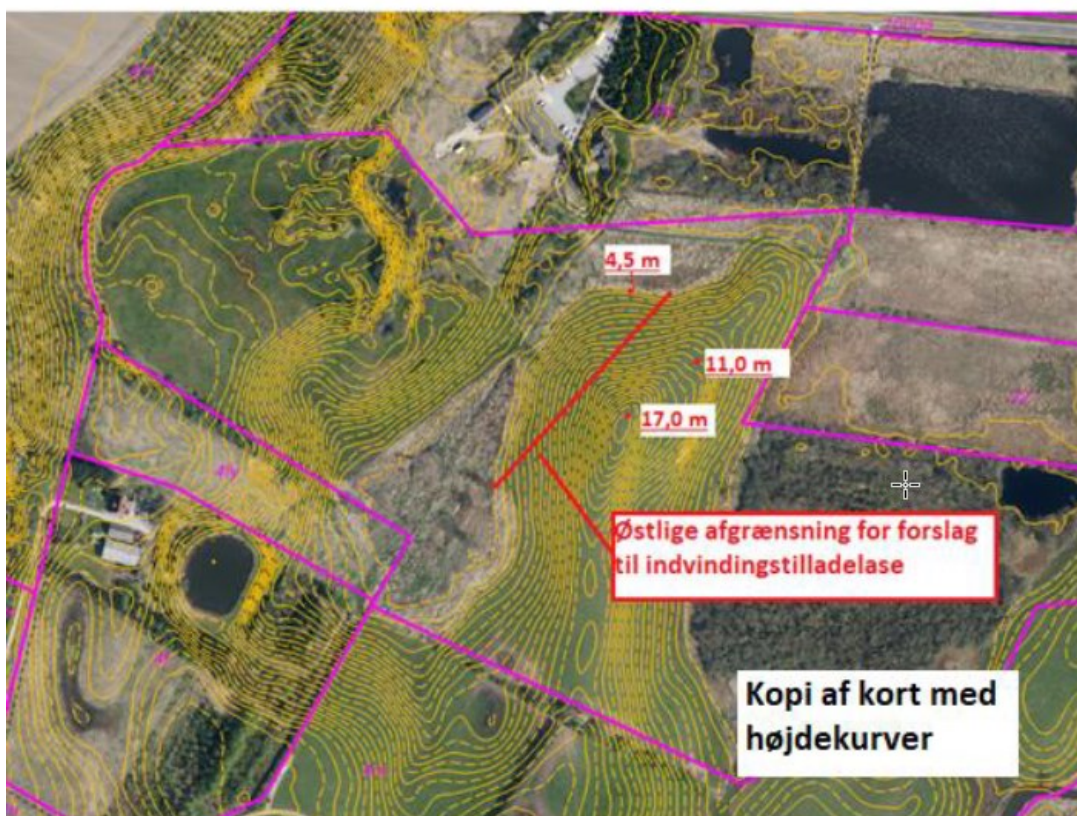 4,5 m
11,0 m
17,0 m
Østlige afgrænsning for forslag
til indvindingstilladelase
Kopi af kort med
højdekurver